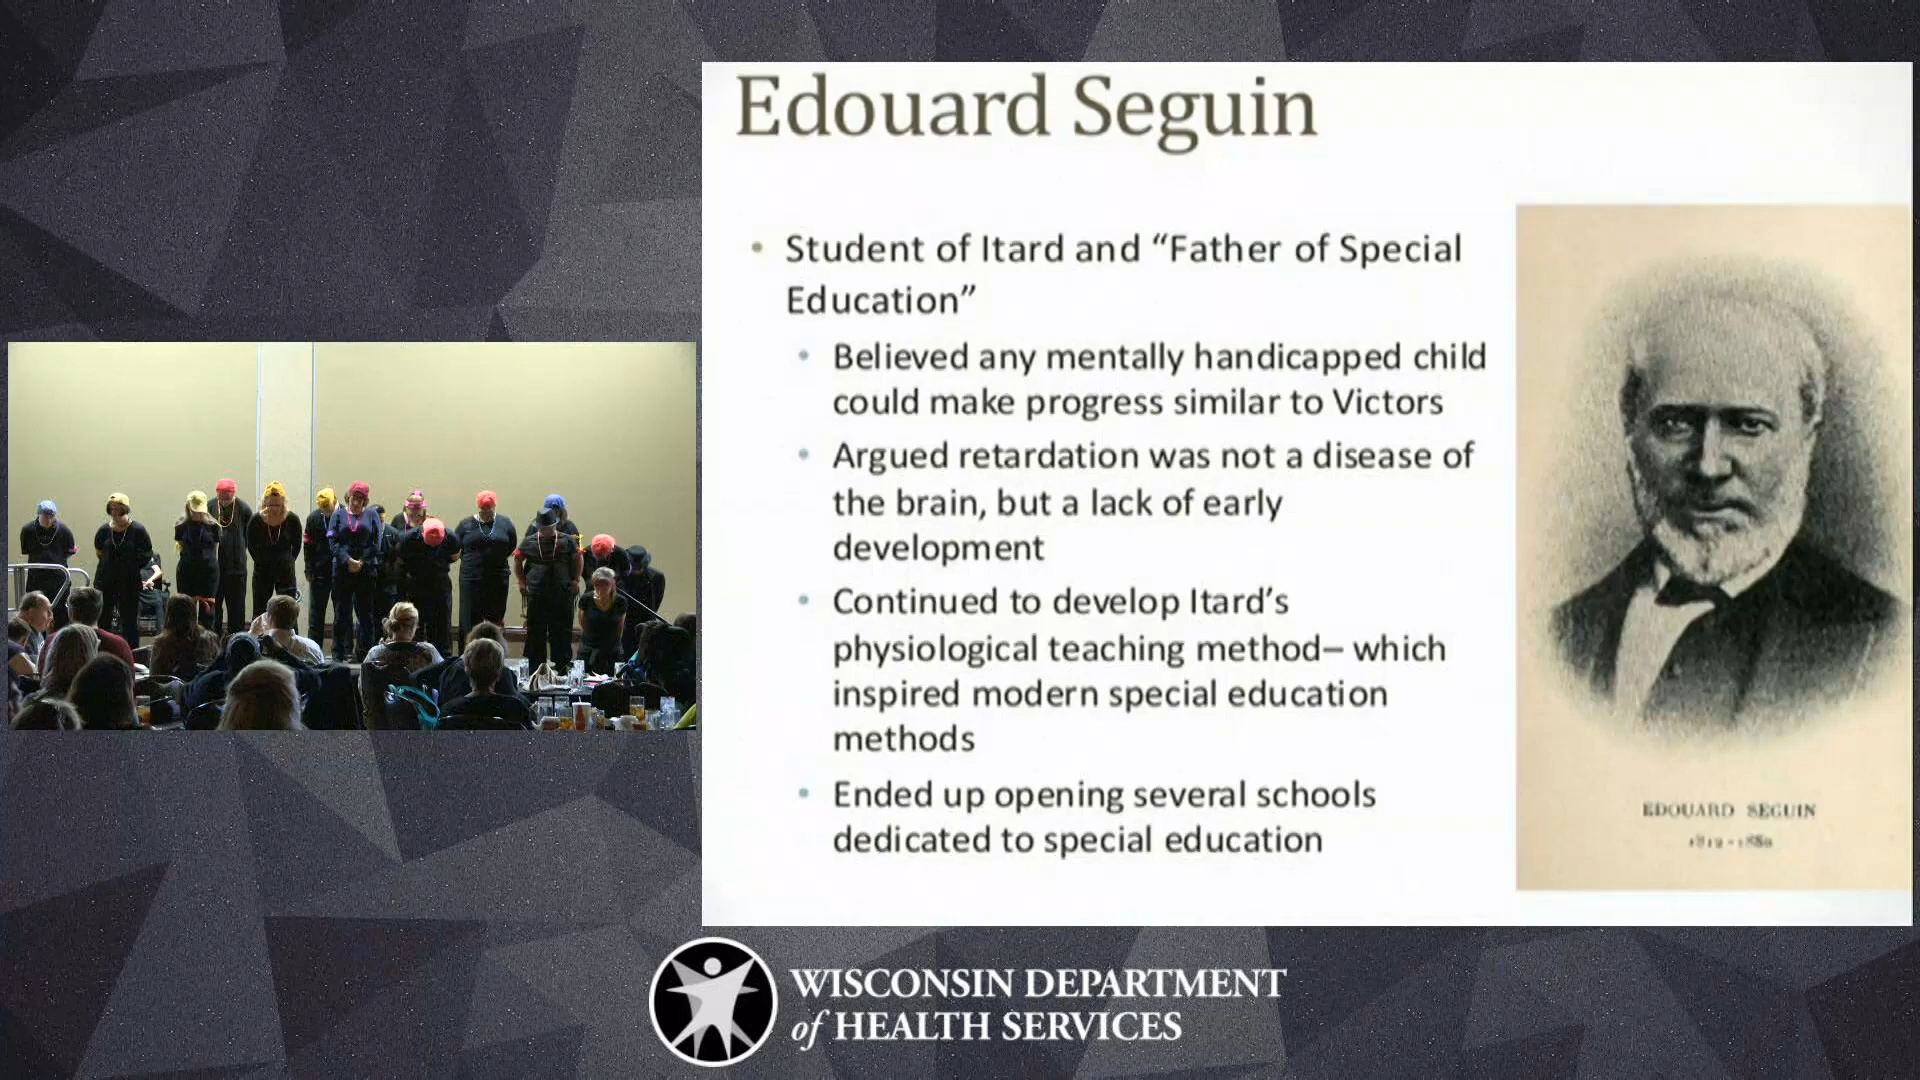 Edouard Seguin
• Student of Itard and “Father of Special
Education”
• Believed any mentally handicapped child
could make progress similar to Victors
• Argued retardation was not a disease of
the brain, but a lack of early
development
• Continued to develop Itard’s
physiological teaching method– which
inspired modern special education
methods
• Ended up opening several schools
dedicated to special education
EDOUARD SEGUIN
1812-1880
WISCONSIN DEPARTMENT
of HEALTH SERVICES